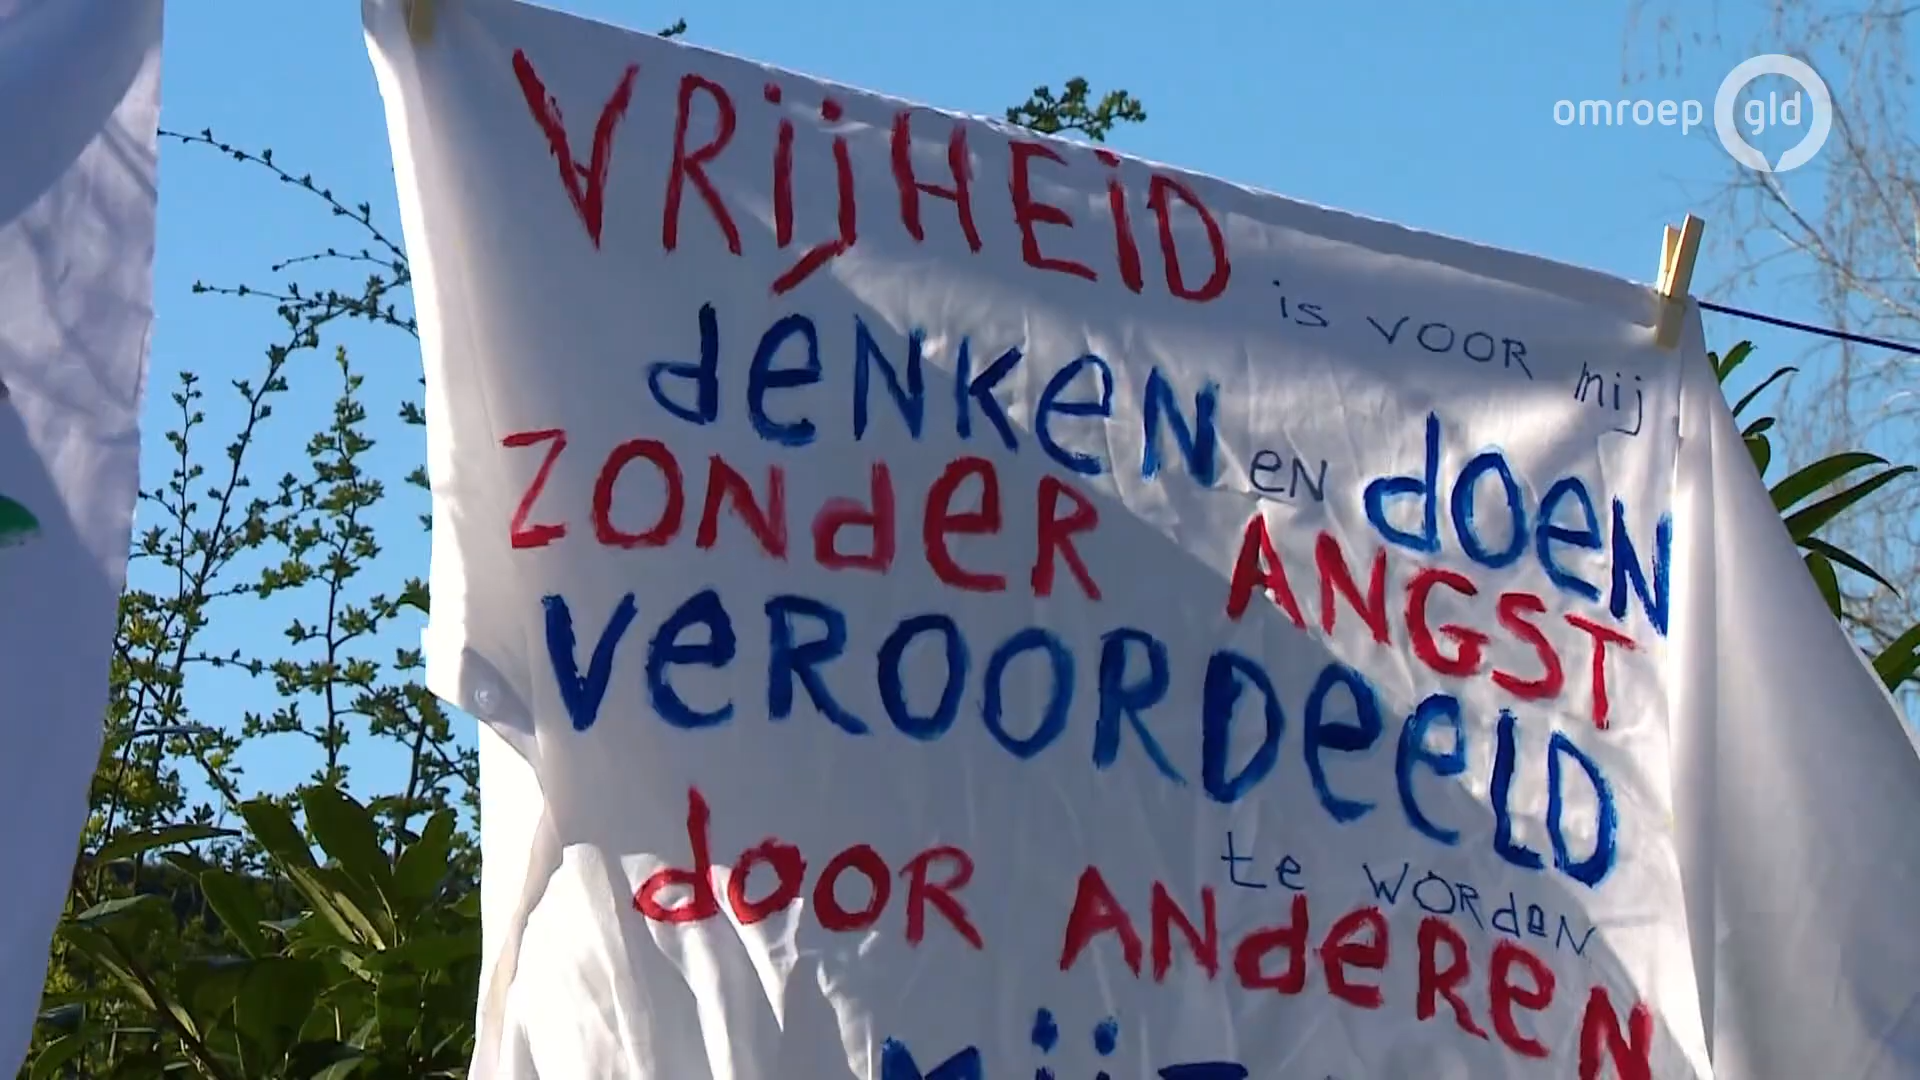 omroep gld
VRijHEiD is VOOR mij
deNKeN eN doeN
ZONdeR ANGST
VeROORDeeLD
te WORdeN
dOOR ANdeReN